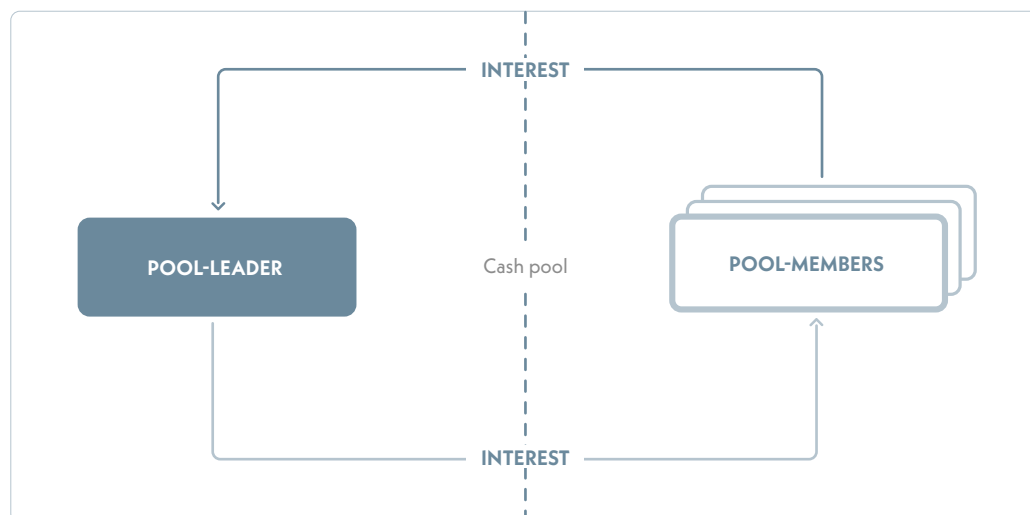 INTEREST
POOL-LEADER
Cash pool
POOL-MEMBERS
INTEREST